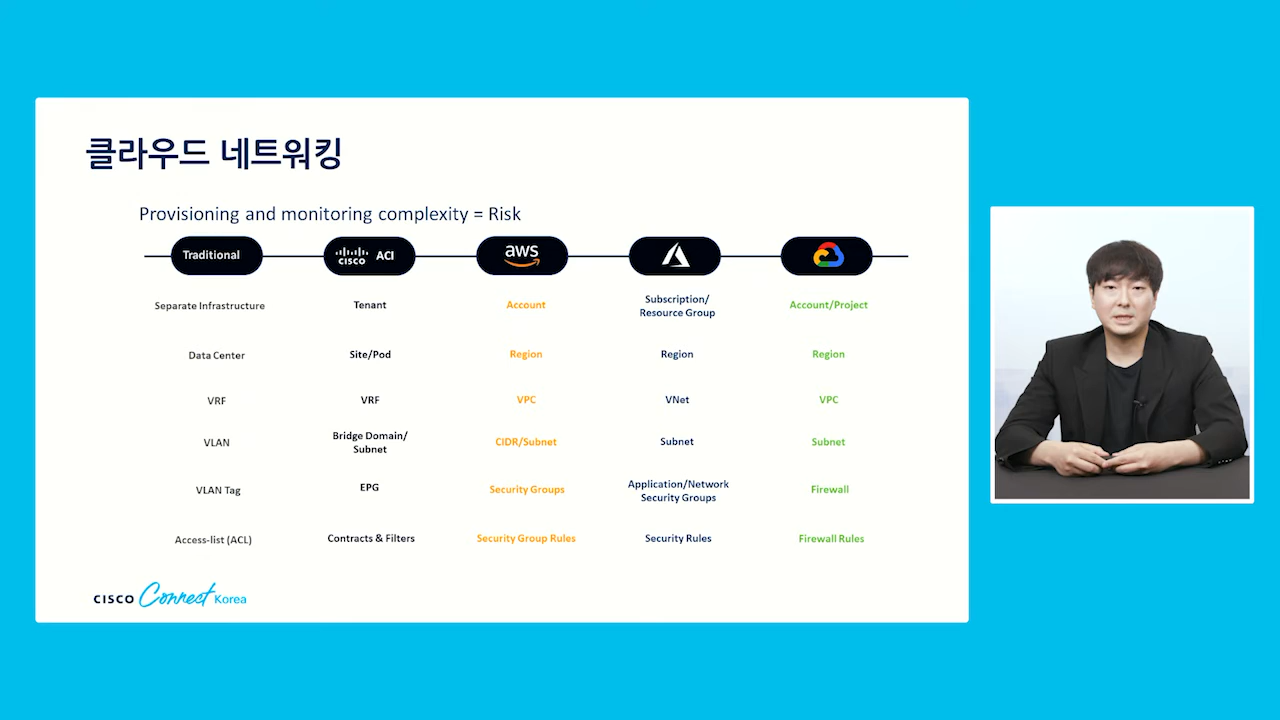 클라우드 네트워킹
Provisioning and monitoring complexity = Risk
Traditional
CISCO ACI
aws
Separate Infrastructure
Tenant
Account
Subscription/
Resource Group
Account/Project
Data Center
Site/Pod
Region
Region
Region
VRF
VRF
VPC
VNet
VPC
VLAN
Bridge Domain/
Subnet
CIDR/Subnet
Subnet
Subnet
VLAN Tag
EPG
Security Groups
Application/Network
Security Groups
Firewall
Access-list (ACL)
Contracts & Filters
Security Group Rules
Security Rules
Firewall Rules
CISCO Connect Korea